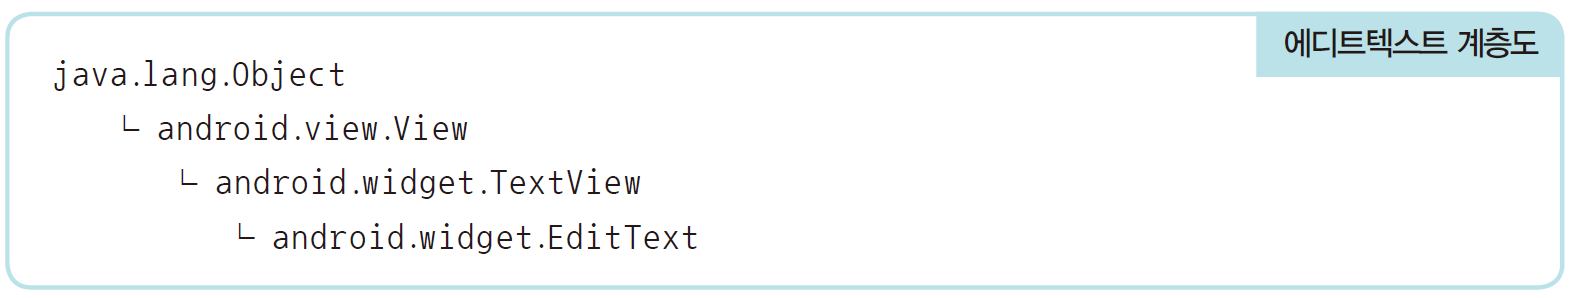 에디트텍스트 계층도
java.lang.Object
└ android.view.View
└ android.widget.TextView
└ android.widget.EditText